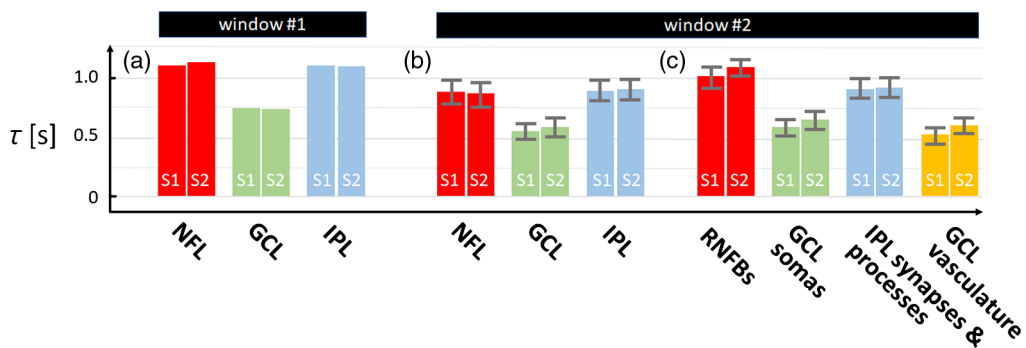 window #1
window #2
(a)
(b)
(c)
τ [s]
1.0
0.5
0
S1 S2 S1 S2 S1 S2
S1 S2 S1 S2 S1 S2
S1 S2 S1 S2 S1 S2 S1 S2
NFL
GCL
IPL
NFL
GCL
IPL
RNFBs
GCL
somas
IPL synapses &
processes
GCL
vasculature